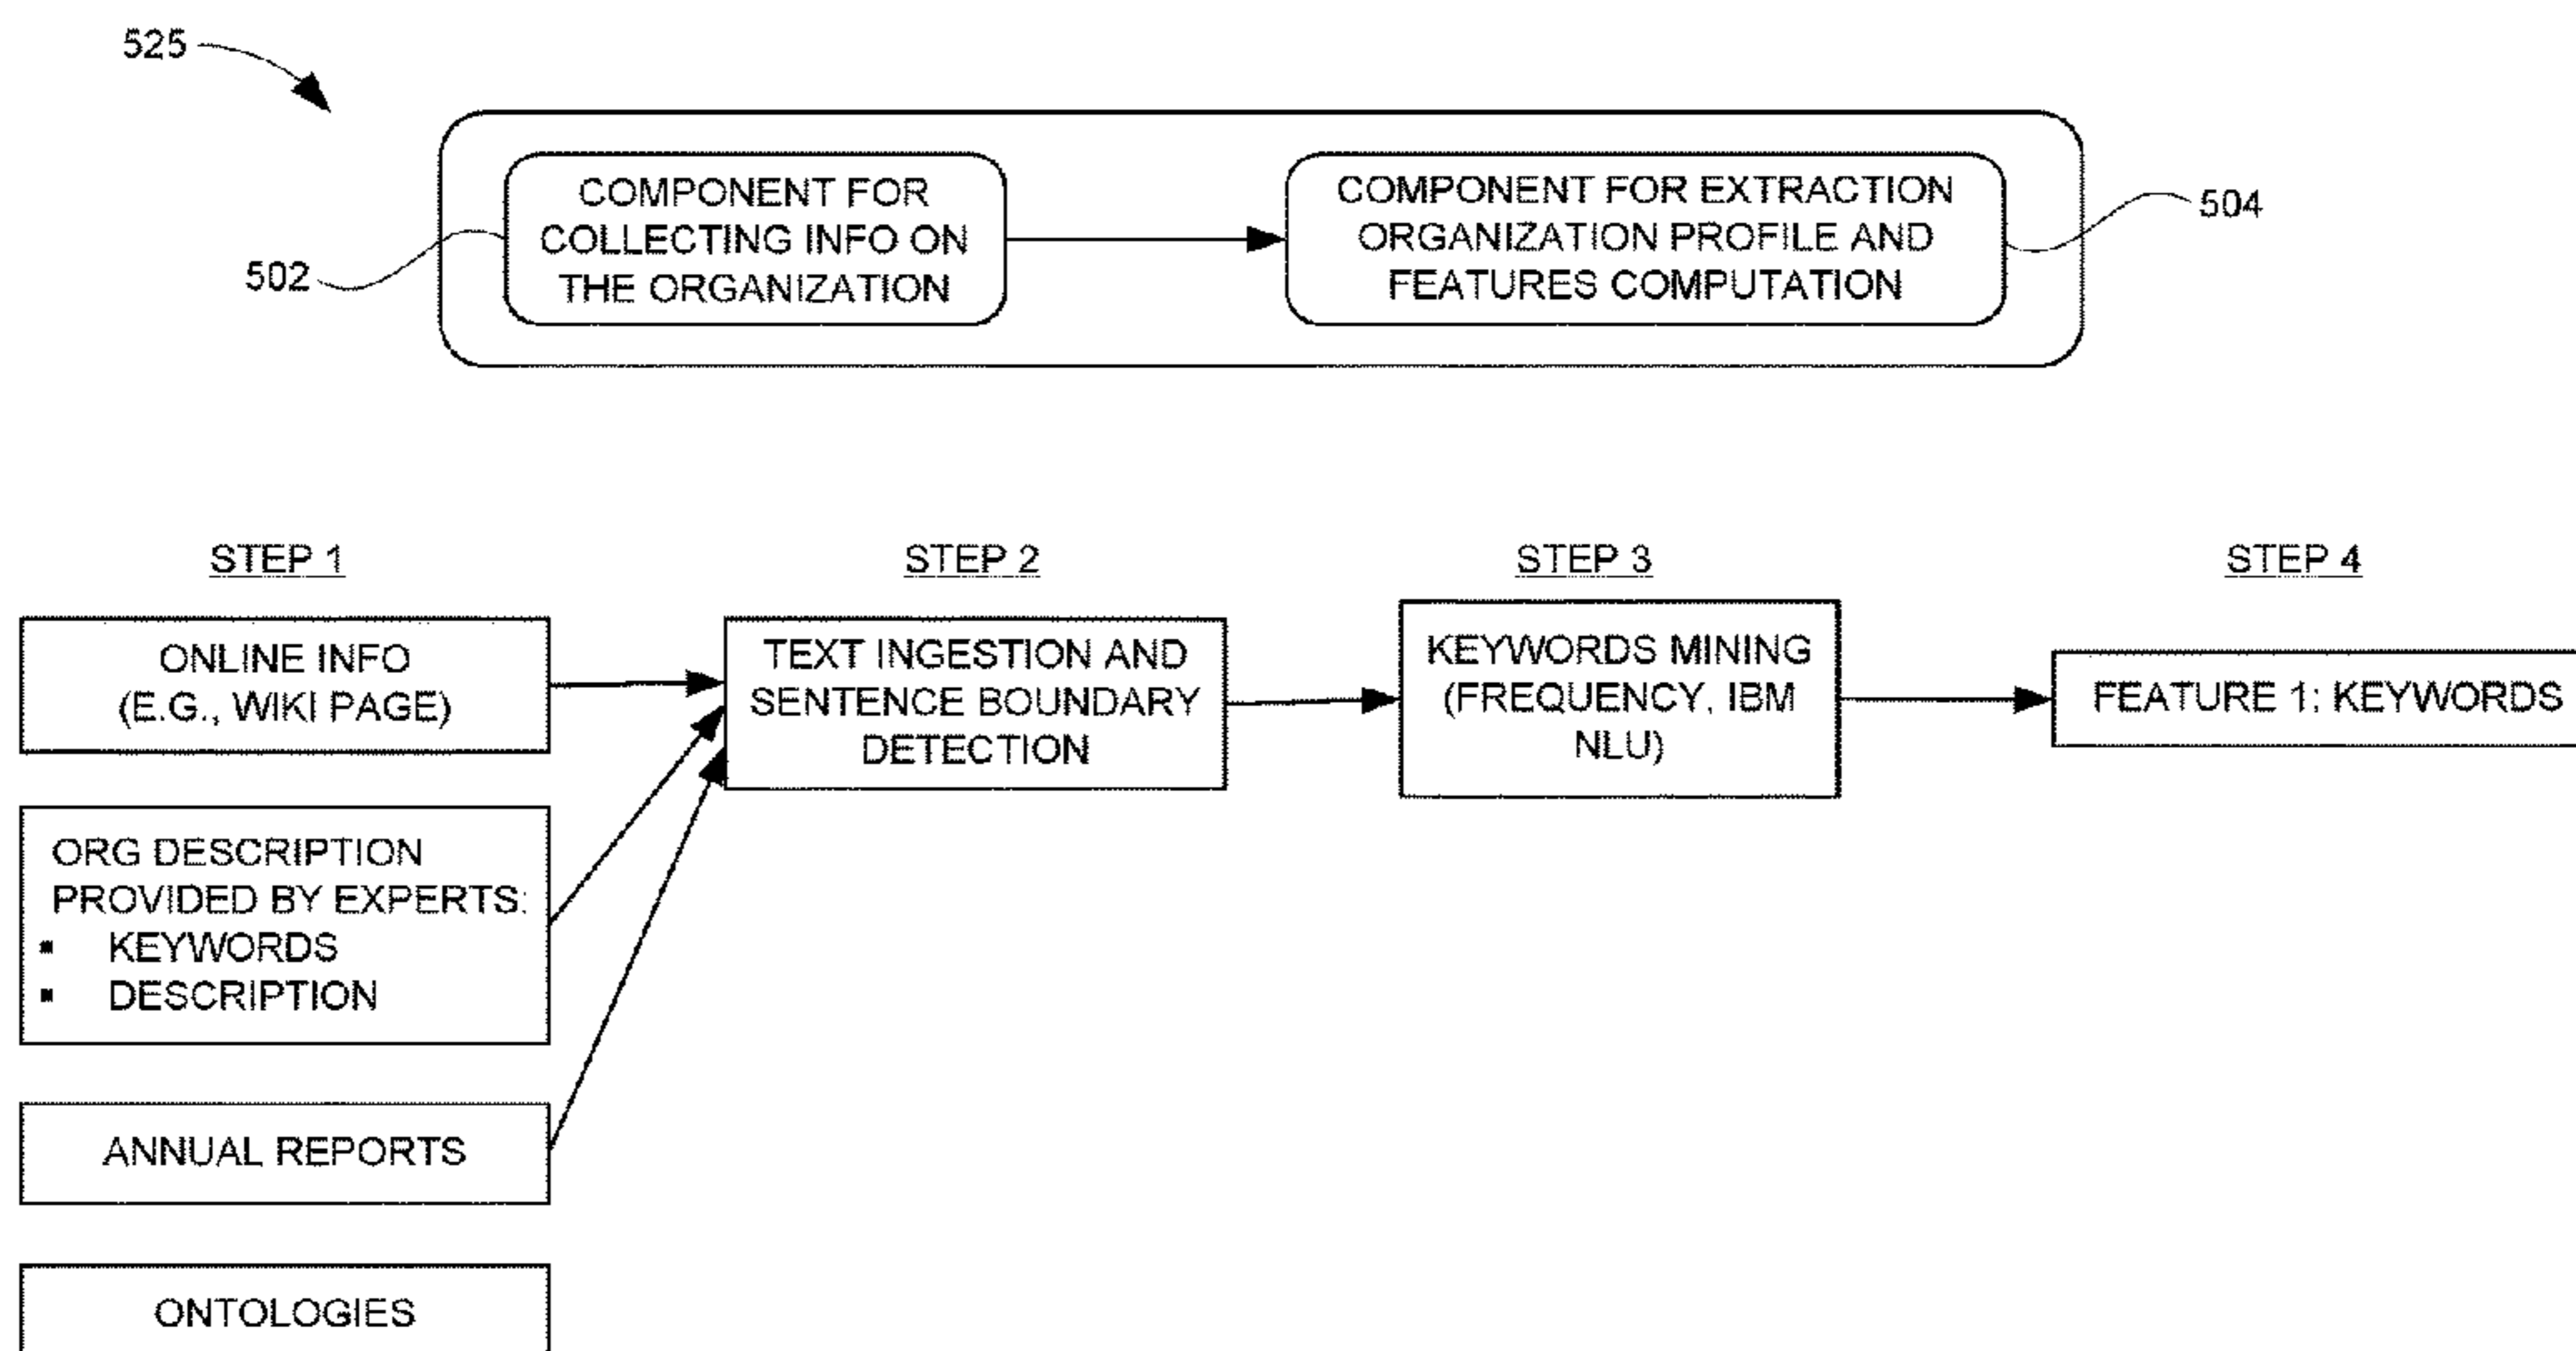 525
COMPONENT FOR
COLLECTING INFO ON
THE ORGANIZATION
502
COMPONENT FOR EXTRACTION
ORGANIZATION PROFILE AND
FEATURES COMPUTATION
504
STEP 1
STEP 2
STEP 3
STEP 4
ONLINE INFO
(E.G., WIKI PAGE)
TEXT INGESTION AND
SENTENCE BOUNDARY
DETECTION
KEYWORDS MINING
(FREQUENCY, IBM
NLU)
FEATURE 1: KEYWORDS
ORG DESCRIPTION
PROVIDED BY EXPERTS:
▪ KEYWORDS
▪ DESCRIPTION
ANNUAL REPORTS
ONTOLOGIES